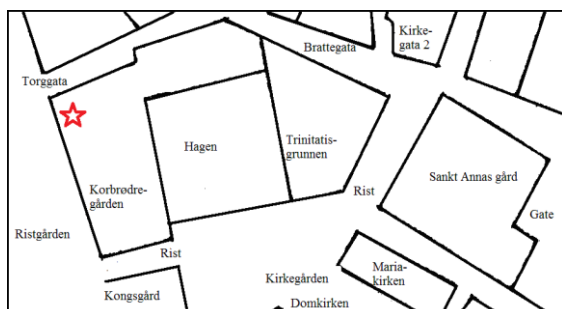 Kirke-
gata 2
Brattegata
Torggata
Hagen
Trinitatis-
grunnen
Sankt Annas gård
Korbrødre-
gården
Rist
Gate
Ristgården
Rist
Maria-
kirken
Kirkegården
Kongsgård
Domkirken